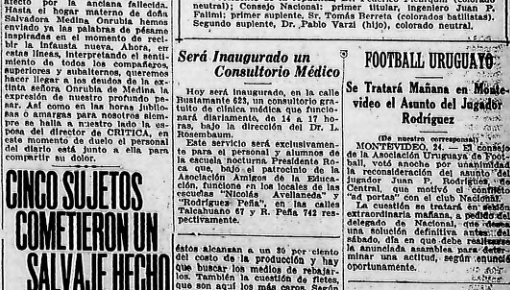 afecto por la anciana fallecida.
Hasta el hogar materno de doña
Salvadora Medina Onrubia hemos
enviado ya las palabras de pésame
inspiradas en el momento de reci-
bir la infausta nueva. Ahora, en
estas líneas, interpretando el senti-
miento de todos los compañeros,
superiores y subalternos, queremos
hacer llegar a los deudos de la ex-
tinta señora Onrubia de Medina la
expresión de nuestro profundo pe-
sar. Así como en las horas jubilo-
sas o amargas para nosotros siem-
pre se halla a nuestro lado la es-
posa del director de CRITICA, en
este momento de duelo el personal
del diario está junto a ella para
compartir su dolor.
CINCO SUJETOS
COMETIERON UN
SALVAJE HECHO
neutral); Consejo Nacional: primer
titular, ingeniero Juan P.
Falimi; primer suplente, Sr. Tomás Berreta (colorados batllistas).
Segundo suplente, Dr. Pablo Varzi (hijo), colorado neutral.
Será Inaugurado un
Consultorio Médico
Hoy será inaugurado, en la calle
Bustamante 623, un consultorio gra-
tuito de clínica médica que funcio-
nará diariamente, de 14 a 17 ho-
ras, bajo la dirección del Dr. L.
Rosembaum.
Este servicio será exclusivamen-
te para el personal y alumnos de
la escuela nocturna Presidente Ro-
ca que, bajo el patrocinio de la
Asociación Amigos de la Educa-
ción, funcione en los locales de las
escuelas "Nicolás Avellaneda" y
"Rodríguez Peña", en las calles
Talcahuano 67 y R. Peña 742 res-
pectivamente.
éstos alcanzan a un 30 por ciento
del costo de la producción y hay
que buscar los medios de rebajar-
los. También la cuestión de fletes,
que son aquí los más caros. Según
FOOTBALL URUGUAYO
Se Tratará Mañana en Monte-
video el Asunto del Jugador
Rodríguez
(De nuestro corresponsal)
MONTEVIDEO, 24. — El consejo
de la Asociación Uruguaya de Foot-
ball, votó anoche por unanimidad
la reconsideración del asunto del
jugador Juan P. Rodríguez, de
Central, que motivó el conflicto
"ad portas" con el club Nacional.
La cuestión se tratará en sesión
extraordinaria mañana, a pedido del
delegado de Nacional, que desea
una solución definitiva antes del
sábado, día en que debe realizarse
la anunciada asamblea para deter-
minar una actitud, según enunció
oportunamente.